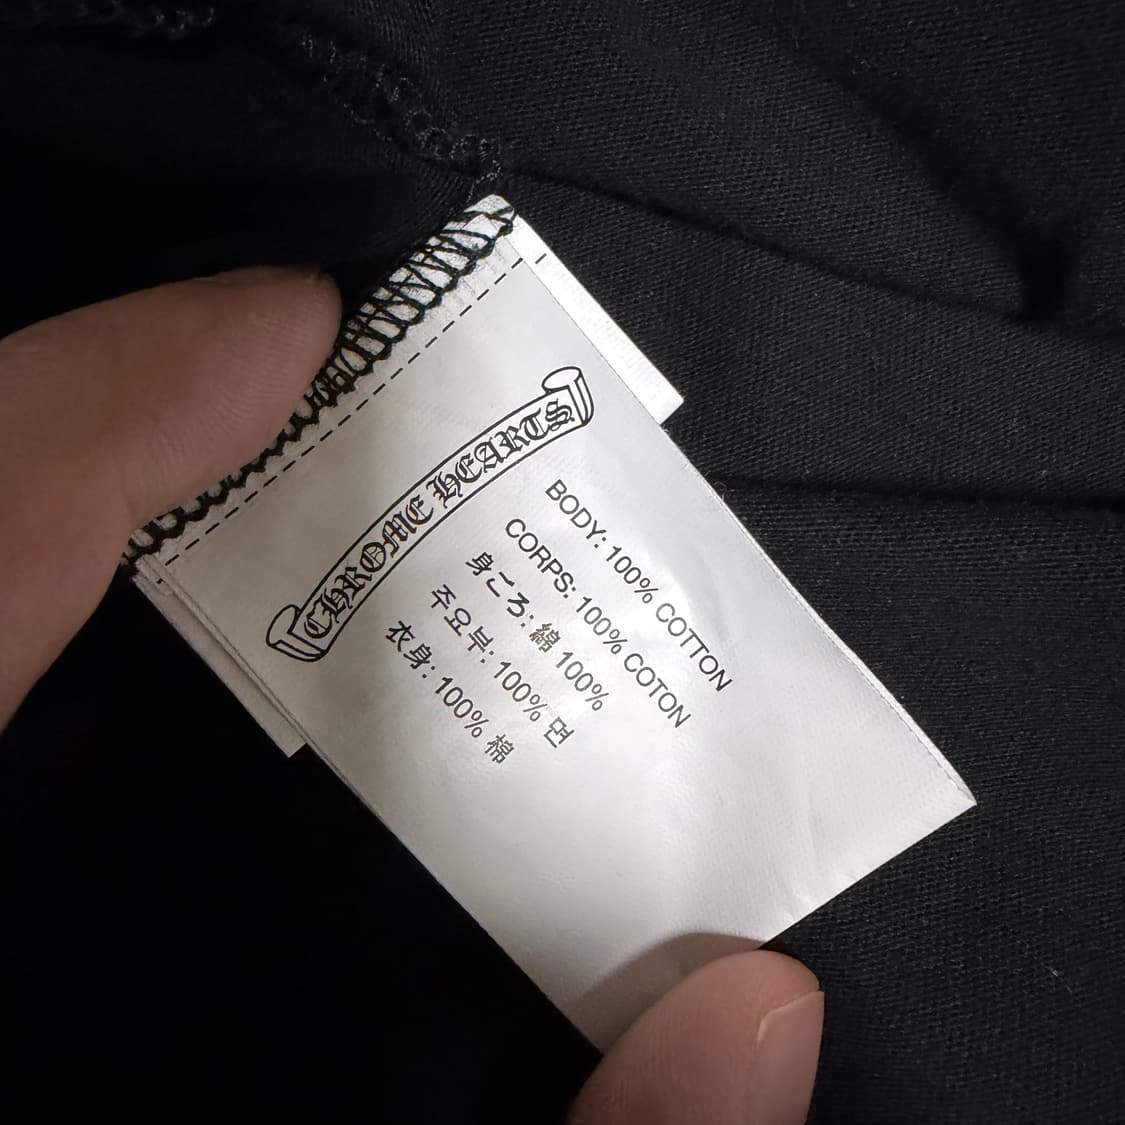 CHROME HEARTS
BODY: 100% COTTON
CORPS: 100% COTON
身ごろ: 綿 100%
주요부: 100% 면
衣身: 100% 棉